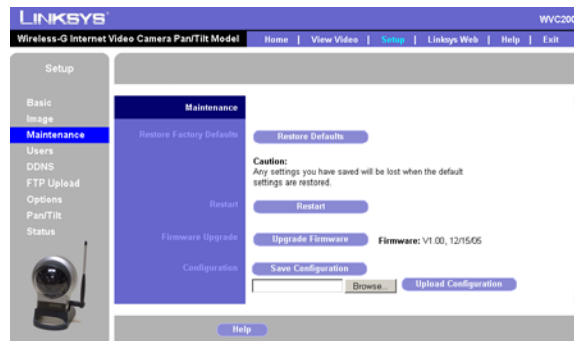 LINKSYS®
Wireless-G Internet Video Camera Pan/Tilt Model
Home | View Video | Setup | Linksys Web | Help | Exit
Setup
Basic
Image
Maintenance
Users
DDNS
FTP Upload
Options
Pan/Tilt
Status
Maintenance
Restore Factory Defaults
Restore Defaults
Caution:
Any settings you have saved will be lost when the default
settings are restored.
Restart
Restart
Firmware Upgrade
Upgrade Firmware
Firmware: V1.00, 12/15/05
Configuration
Save Configuration
Browse...
Upload Configuration
Help